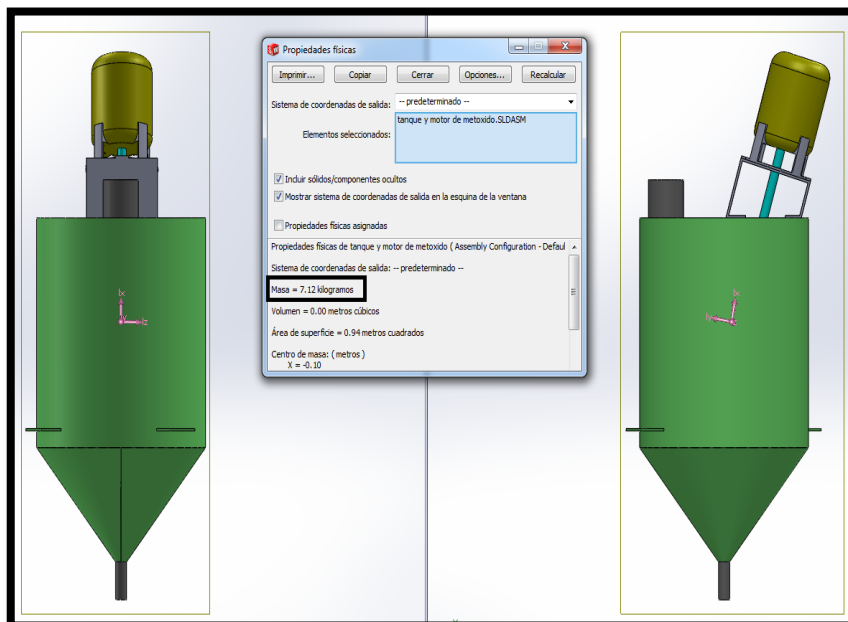 Propiedades físicas
Imprimir... Copiar Cerrar Opciones... Recalcular
Sistema de coordenadas de salida: -- predeterminado --
Elementos seleccionados: tanque y motor de metoxido.SLDASM
Incluir sólidos/componentes ocultos
Mostrar sistema de coordenadas de salida en la esquina de la ventana
Propiedades físicas asignadas
Propiedades físicas de tanque y motor de metoxido ( Assembly Configuration - Defaul
Sistema de coordenadas de salida: -- predeterminado --
Masa = 7.12 kilogramos
Volumen = 0.00 metros cúbicos
Área de superficie = 0.94 metros cuadrados
Centro de masa: ( metros )
X = -0.10
Ix
Iz
Ix
Iy